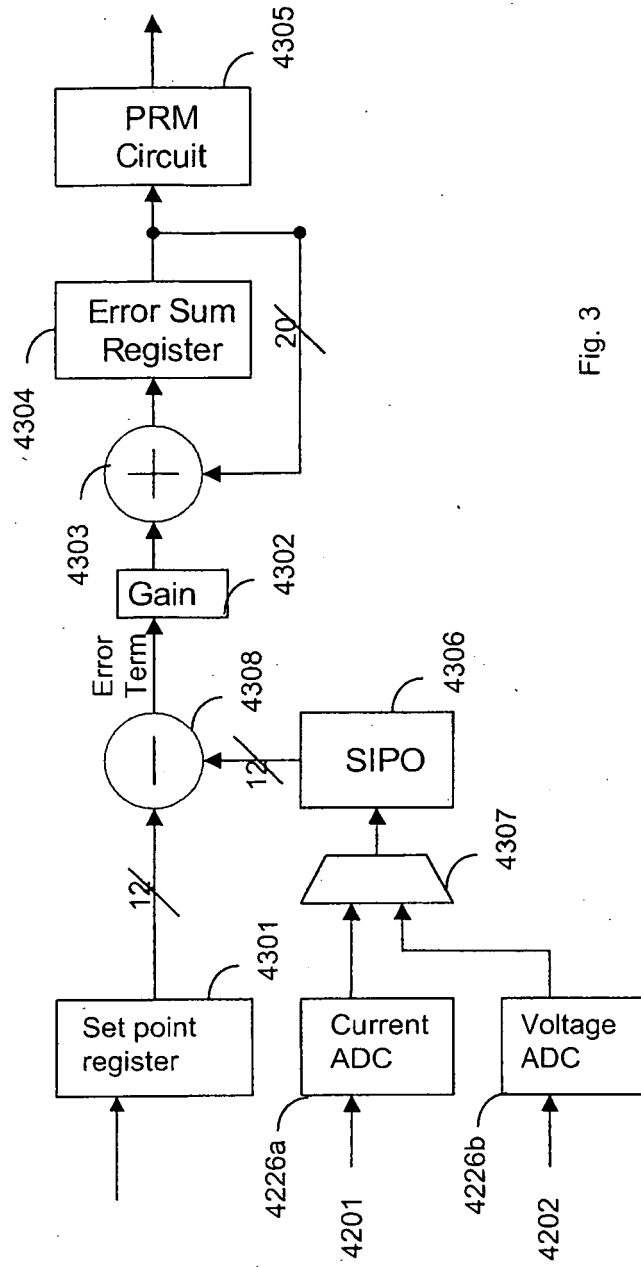 Set point
register
4301
12
4226a
4201
Current
ADC
4226b
4202
Voltage
ADC
4307
SIPO
4306
12
4308
Error
Term
Gain
4302
4303
4304
Error Sum
Register
20
PRM
Circuit
4305
Fig. 3